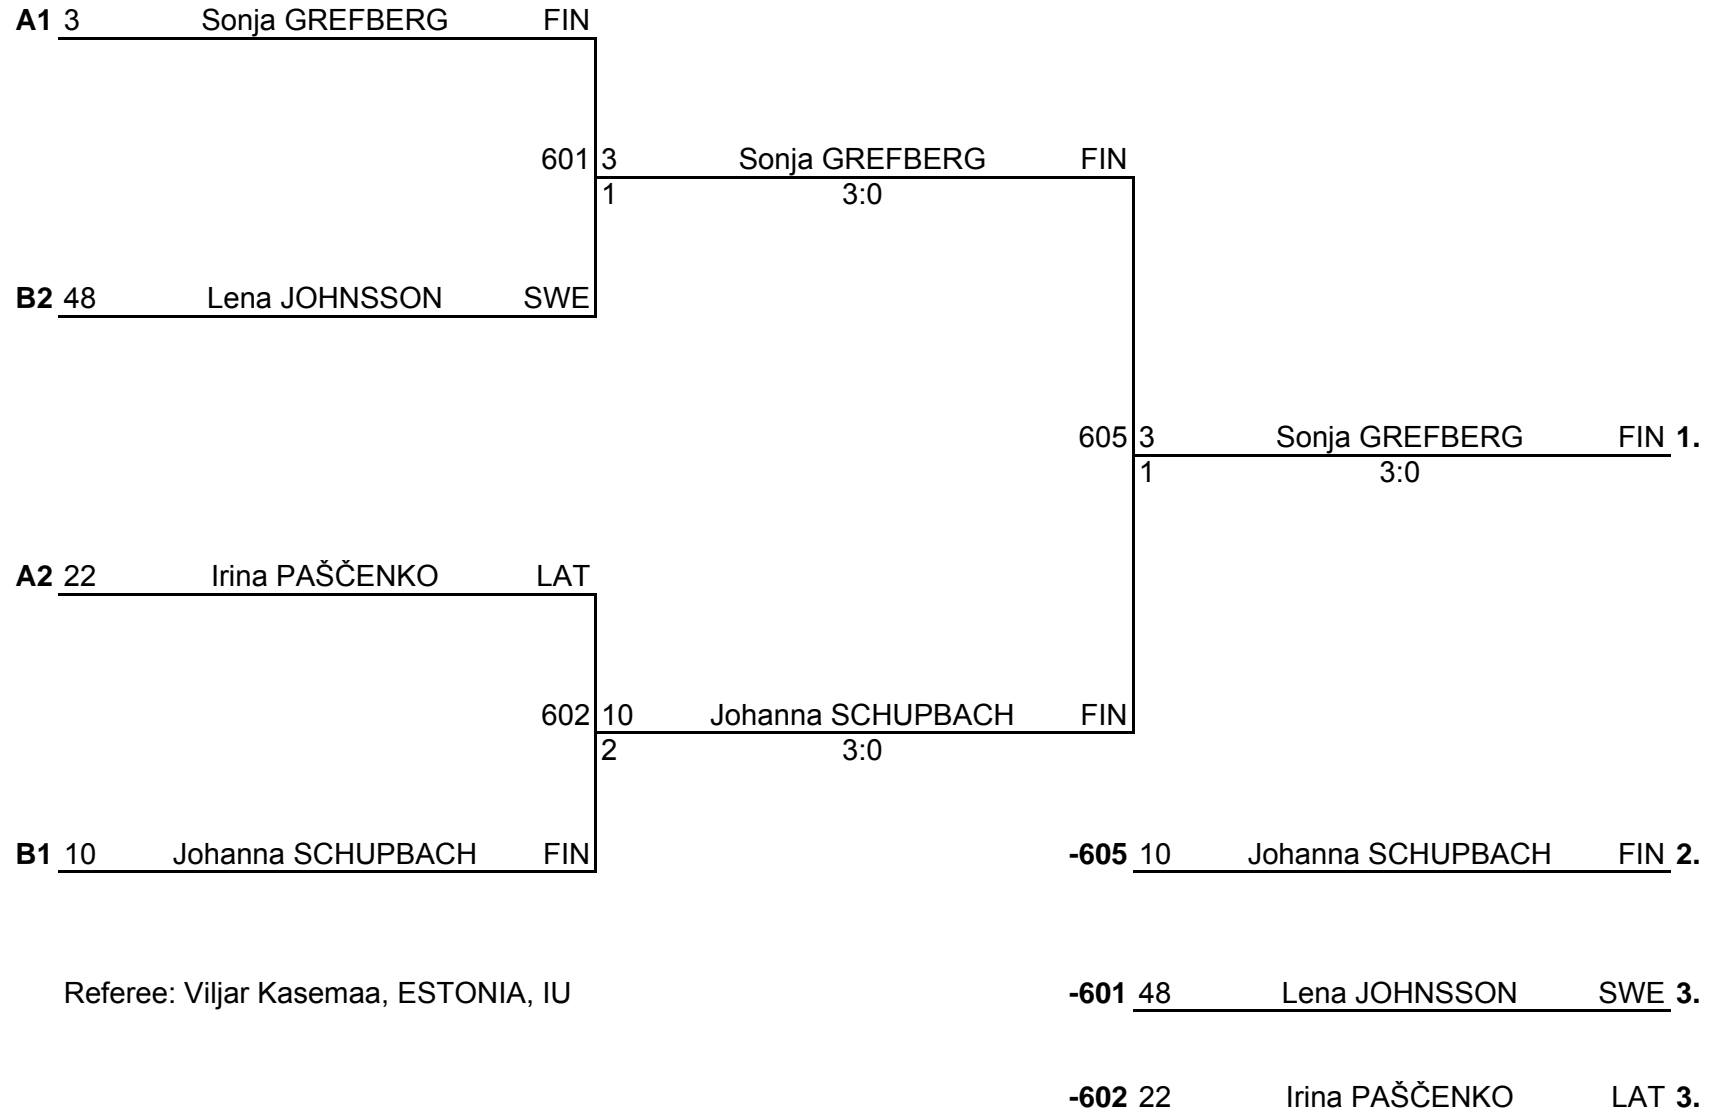 A1 3 Sonja GREFBERG FIN
601 3 Sonja GREFBERG FIN
1 3:0
B2 48 Lena JOHNSSON SWE
605 3 Sonja GREFBERG FIN 1.
1 3:0
A2 22 Irina PAŠČENKO LAT
602 10 Johanna SCHUPBACH FIN
2 3:0
B1 10 Johanna SCHUPBACH FIN
-605 10 Johanna SCHUPBACH FIN 2.
Referee: Viljar Kasemaa, ESTONIA, IU
-601 48 Lena JOHNSSON SWE 3.
-602 22 Irina PAŠČENKO LAT 3.